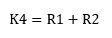 K4 = R1 + R2